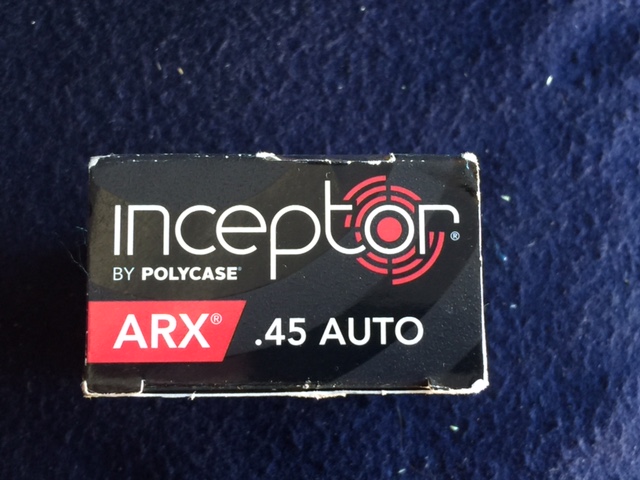 inceptor®
BY POLYCASE®
ARX® .45 AUTO